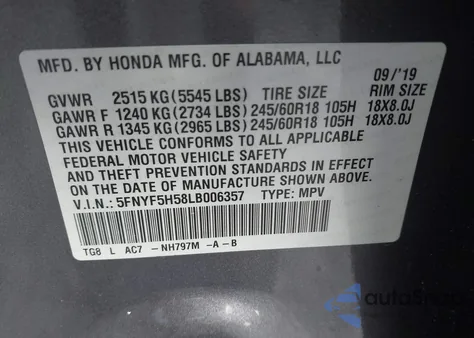 MFD. BY HONDA MFG. OF ALABAMA, LLC
09/'19
GVWR 2515 KG (5545 LBS) TIRE SIZE RIM SIZE
GAWR F 1240 KG (2734 LBS) 245/60R18 105H 18X8.0J
GAWR R 1345 KG (2965 LBS) 245/60R18 105H 18X8.0J
THIS VEHICLE CONFORMS TO ALL APPLICABLE
FEDERAL MOTOR VEHICLE SAFETY
AND THEFT PREVENTION STANDARDS IN EFFECT
ON THE DATE OF MANUFACTURE SHOWN ABOVE.
V.I.N.: 5FNYF5H58LB006357 TYPE: MPV
TG8 L AC7 -NH797M -A-B